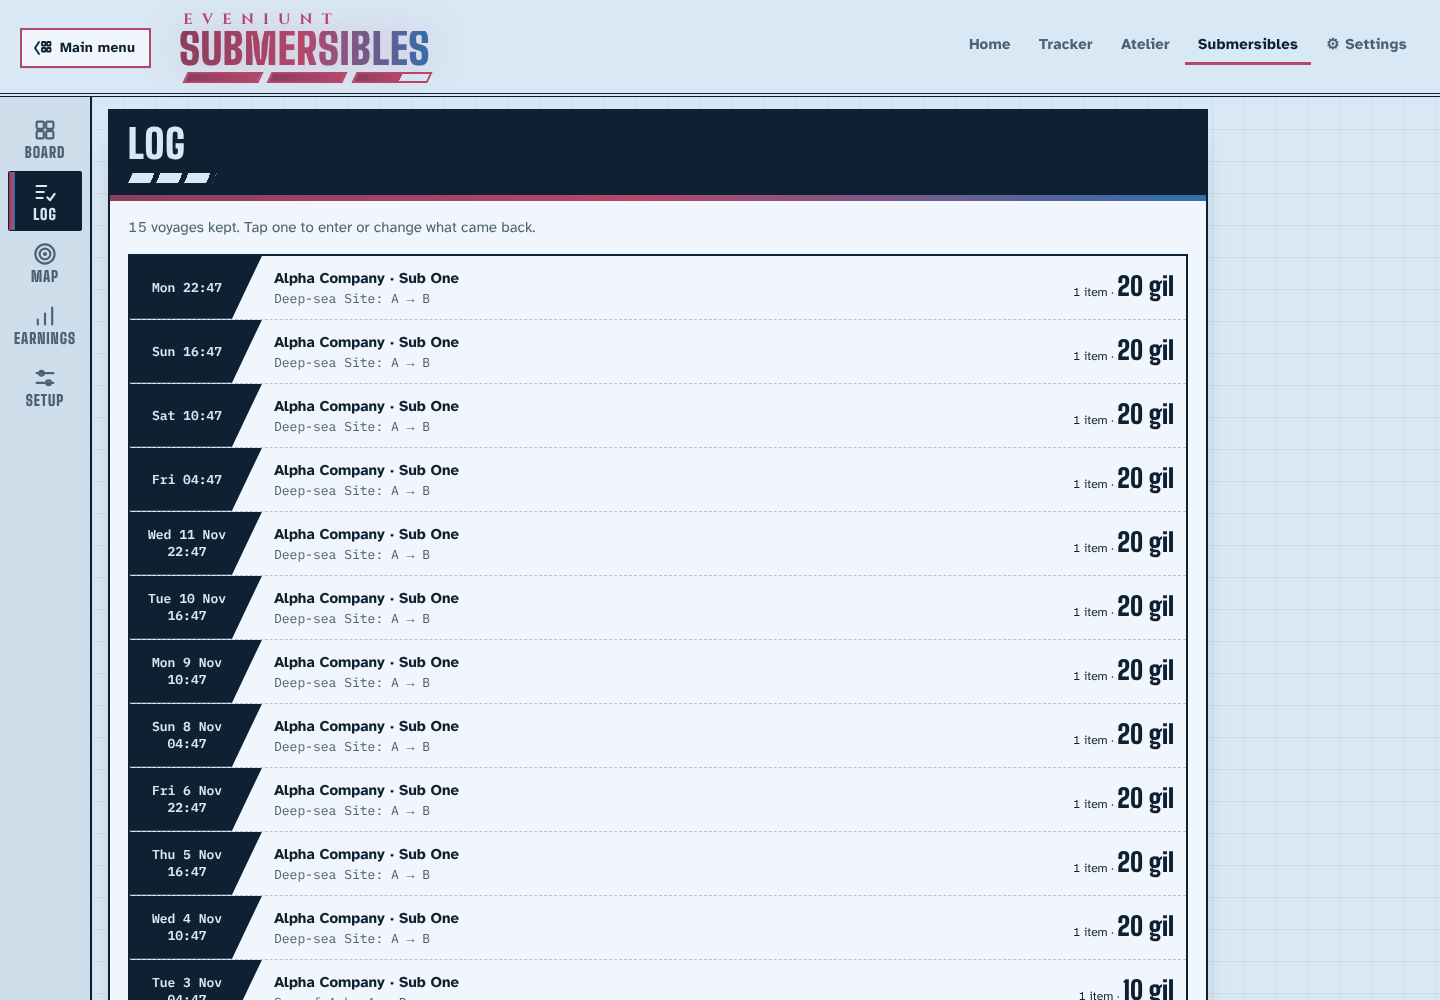 Main menu
EVENIUNT
SUBMERSIBLES
Home
Tracker
Atelier
Submersibles
⚙ Settings
BOARD
LOG
MAP
EARNINGS
SETUP
LOG
15 voyages kept. Tap one to enter or change what came back.
Mon 22:47
Alpha Company · Sub One
Deep-sea Site: A → B
1 item · 20 gil
Sun 16:47
Alpha Company · Sub One
Deep-sea Site: A → B
1 item · 20 gil
Sat 10:47
Alpha Company · Sub One
Deep-sea Site: A → B
1 item · 20 gil
Fri 04:47
Alpha Company · Sub One
Deep-sea Site: A → B
1 item · 20 gil
Wed 11 Nov
22:47
Alpha Company · Sub One
Deep-sea Site: A → B
1 item · 20 gil
Tue 10 Nov
16:47
Alpha Company · Sub One
Deep-sea Site: A → B
1 item · 20 gil
Mon 9 Nov
10:47
Alpha Company · Sub One
Deep-sea Site: A → B
1 item · 20 gil
Sun 8 Nov
04:47
Alpha Company · Sub One
Deep-sea Site: A → B
1 item · 20 gil
Fri 6 Nov
22:47
Alpha Company · Sub One
Deep-sea Site: A → B
1 item · 20 gil
Thu 5 Nov
16:47
Alpha Company · Sub One
Deep-sea Site: A → B
1 item · 20 gil
Wed 4 Nov
10:47
Alpha Company · Sub One
Deep-sea Site: A → B
1 item · 20 gil
Tue 3 Nov
04:47
Alpha Company · Sub One
1 item · 10 gil